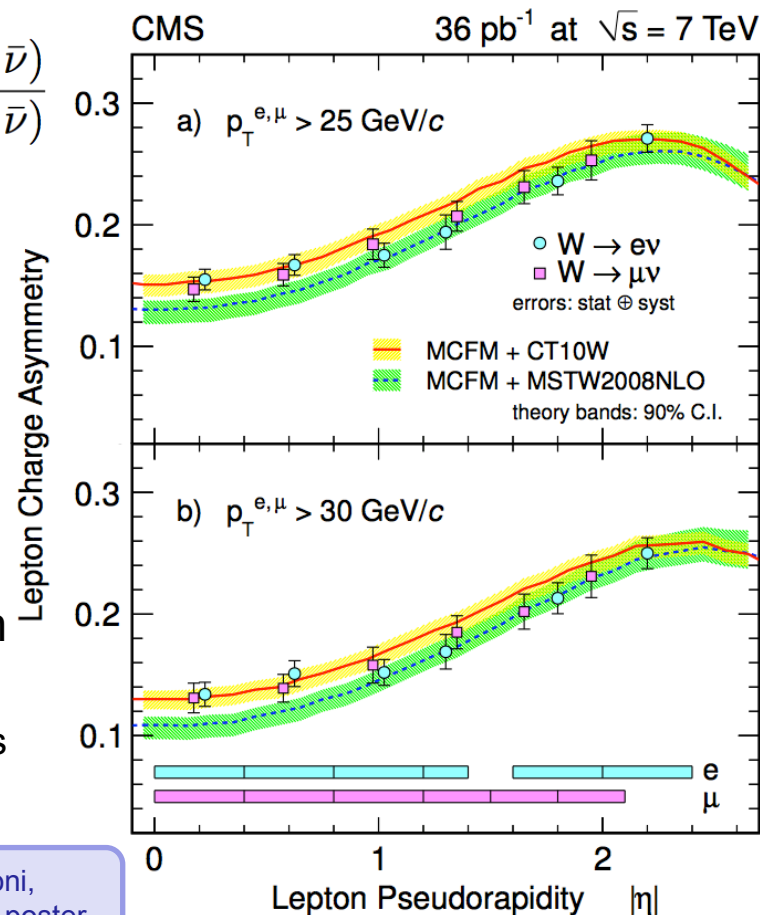 CMS 36 pb⁻¹ at √s = 7 TeV
ν̄)
ν̄)
Lepton Charge Asymmetry
0.3
0.2
0.1
a) p_T^{e,μ} > 25 GeV/c
W → eν
W → μν
errors: stat ⊕ syst
MCFM + CT10W
MCFM + MSTW2008NLO
theory bands: 90% C.I.
0.3
0.2
0.1
b) p_T^{e,μ} > 30 GeV/c
e
μ
0 1 2
Lepton Pseudorapidity |η|
n
s
oni,
poster